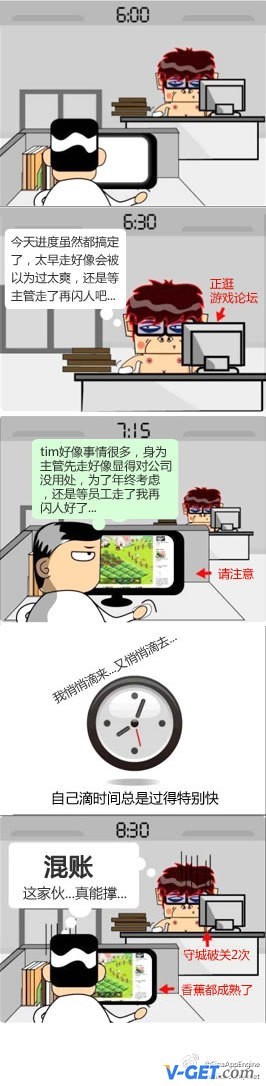 6:00
6:30
今天进度虽然都搞定
了，太早走好像会被
以为过太爽，还是等
主管走了再闪人吧...
正逛
游戏论坛
7:15
tim好像事情很多，身为
主管先走好像显得对公司
没用处，为了年终考虑
，还是等员工走了我再
闪人好了...
请注意
我悄悄滴来...又悄悄滴去...
自己滴时间总是过得特别快
8:30
混账
这家伙...真能撑...
守城破关2次
香蕉都成熟了
V-GET.com